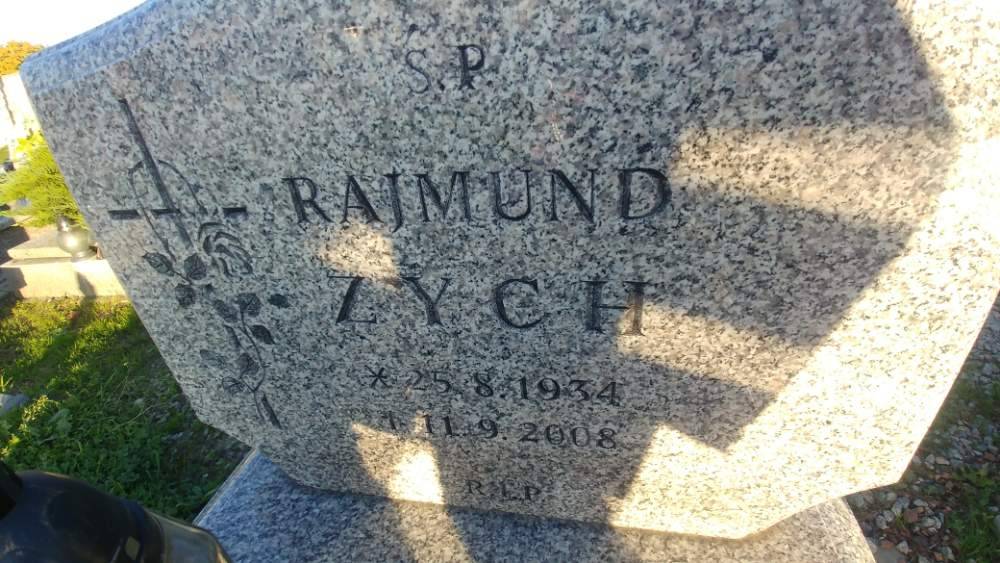 Ś.P
RAJMUND
ZYCH
* 25.8.1934
† 11.9.2008
R.I.P